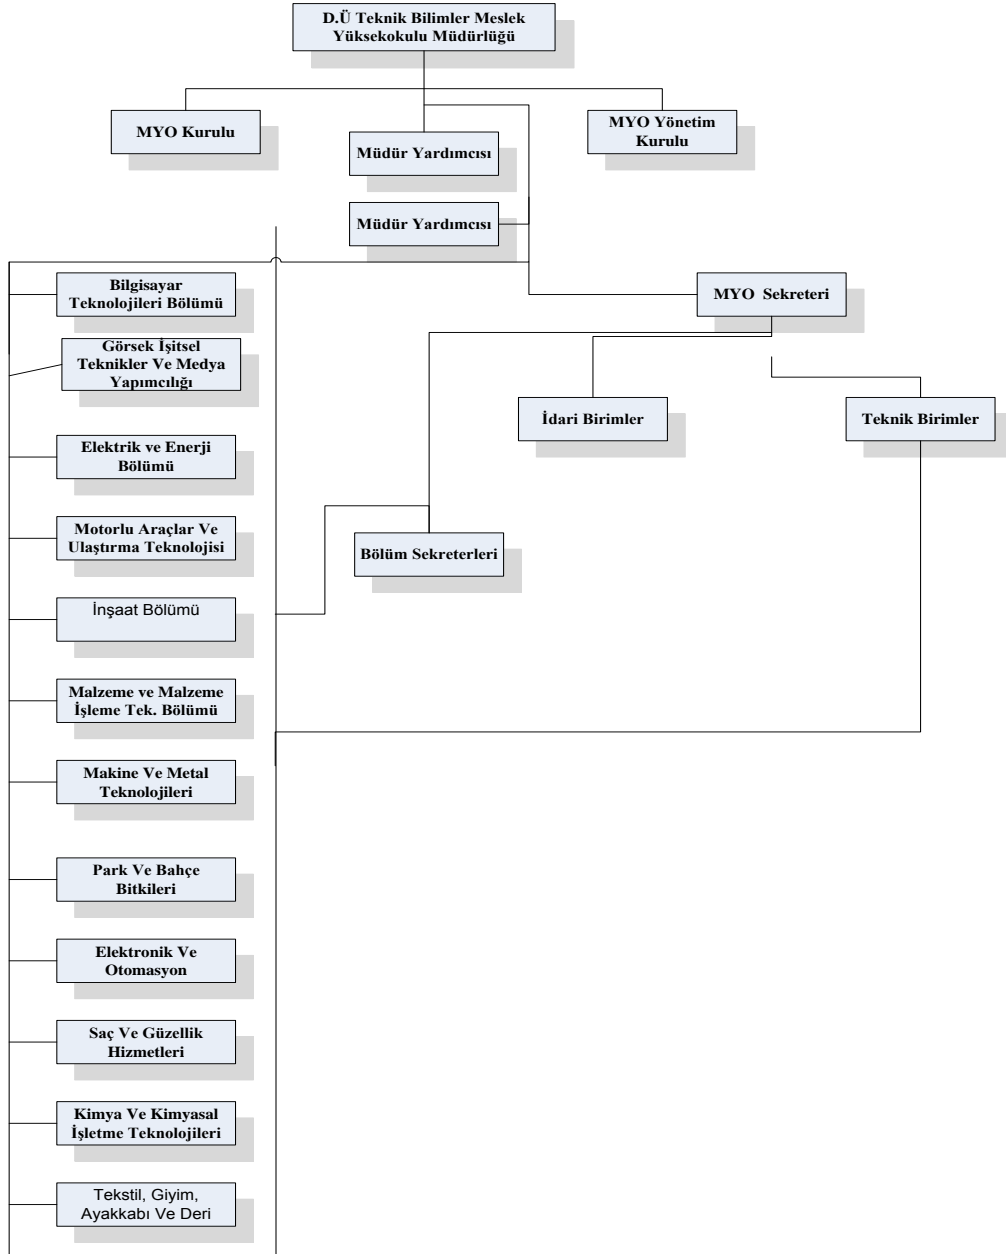 D.Ü Teknik Bilimler Meslek
Yüksekokulu Müdürlüğü
MYO Kurulu
Müdür Yardımcısı
MYO Yönetim
Kurulu
Müdür Yardımcısı
Bilgisayar
Teknolojileri Bölümü
MYO  Sekreteri
Görsek İşitsel
Teknikler Ve Medya
Yapımcılığı
İdari Birimler
Teknik Birimler
Elektrik ve Enerji
Bölümü
Motorlu Araçlar Ve
Ulaştırma Teknolojisi
Bölüm Sekreterleri
İnşaat Bölümü
Malzeme ve Malzeme
İşleme Tek. Bölümü
Makine Ve Metal
Teknolojileri
Park Ve Bahçe
Bitkileri
Elektronik Ve
Otomasyon
Saç Ve Güzellik
Hizmetleri
Kimya Ve Kimyasal
İşletme Teknolojileri
Tekstil, Giyim,
Ayakkabı Ve Deri